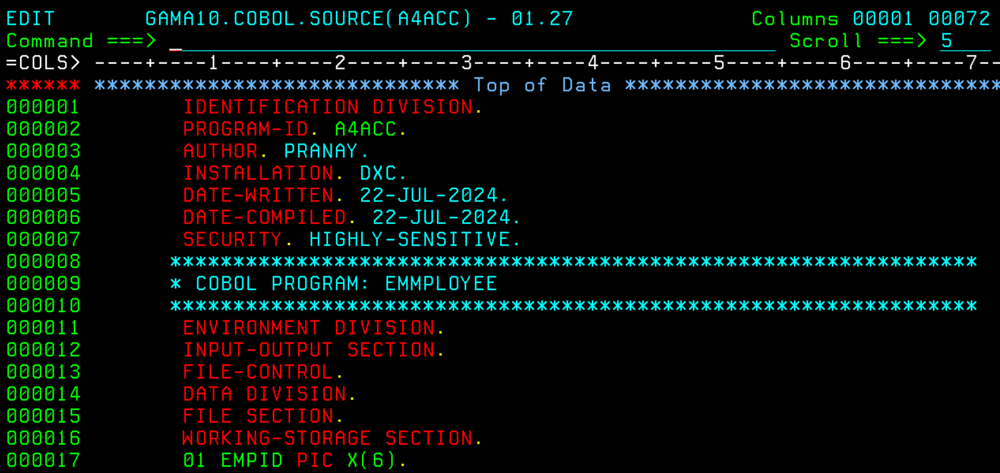 EDIT       GAMA10.COBOL.SOURCE(A4ACC) - 01.27              Columns 00001 00072
Command ===> _ Scroll ===> 5
=COLS> ----+----1----+----2----+----3----+----4----+----5----+----6----+----7--
****** ***************************** Top of Data ******************************
000001        IDENTIFICATION DIVISION.
000002        PROGRAM-ID. A4ACC.
000003        AUTHOR. PRANAY.
000004        INSTALLATION. DXC.
000005        DATE-WRITTEN. 22-JUL-2024.
000006        DATE-COMPILED. 22-JUL-2024.
000007        SECURITY. HIGHLY-SENSITIVE.
000008       ****************************************************************
000009       * COBOL PROGRAM: EMMPLOYEE
000010       ****************************************************************
000011        ENVIRONMENT DIVISION.
000012        INPUT-OUTPUT SECTION.
000013        FILE-CONTROL.
000014        DATA DIVISION.
000015        FILE SECTION.
000016        WORKING-STORAGE SECTION.
000017        01 EMPID PIC X(6).